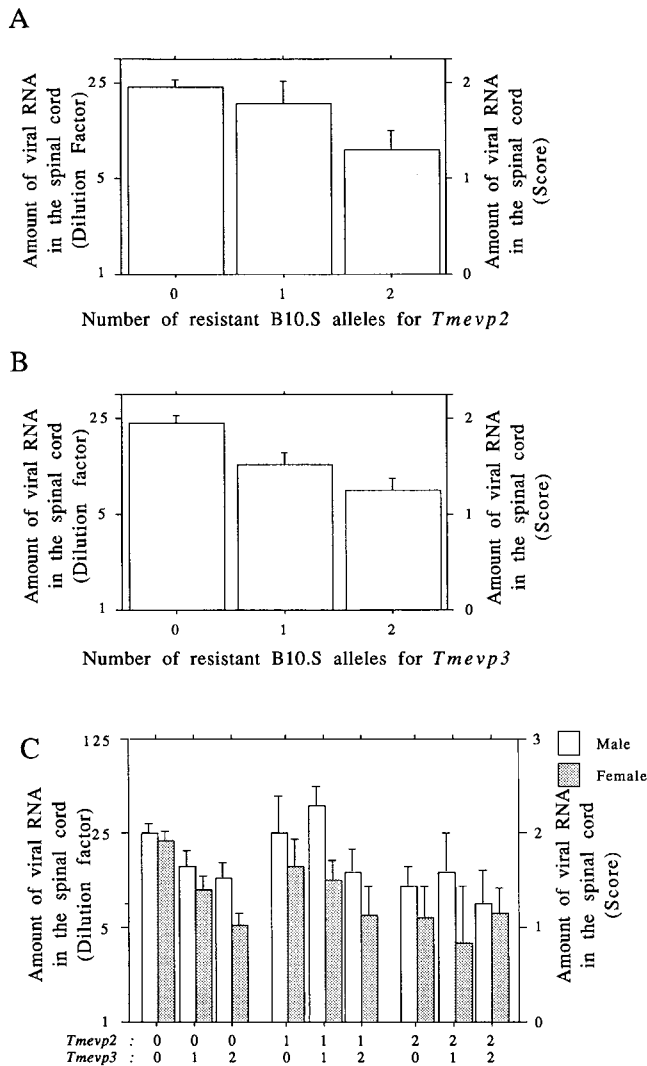 A
Amount of viral RNA
in the spinal cord
(Dilution Factor)
25
5
1
2
1
0
Amount of viral RNA
in the spinal cord
(Score)
0 1 2
Number of resistant B10.S alleles for Tmevp2
B
Amount of viral RNA
in the spinal cord
(Dilution factor)
25
5
1
2
1
0
Amount of viral RNA
in the spinal cord
(Score)
0 1 2
Number of resistant B10.S alleles for Tmevp3
C
Amount of viral RNA
in the spinal cord
(Dilution factor)
125
25
5
1
3
2
1
0
Amount of viral RNA
in the spinal cord
(Score)
Male
Female
Tmevp2 : 0 0 0 1 1 1 2 2 2
Tmevp3 : 0 1 2 0 1 2 0 1 2